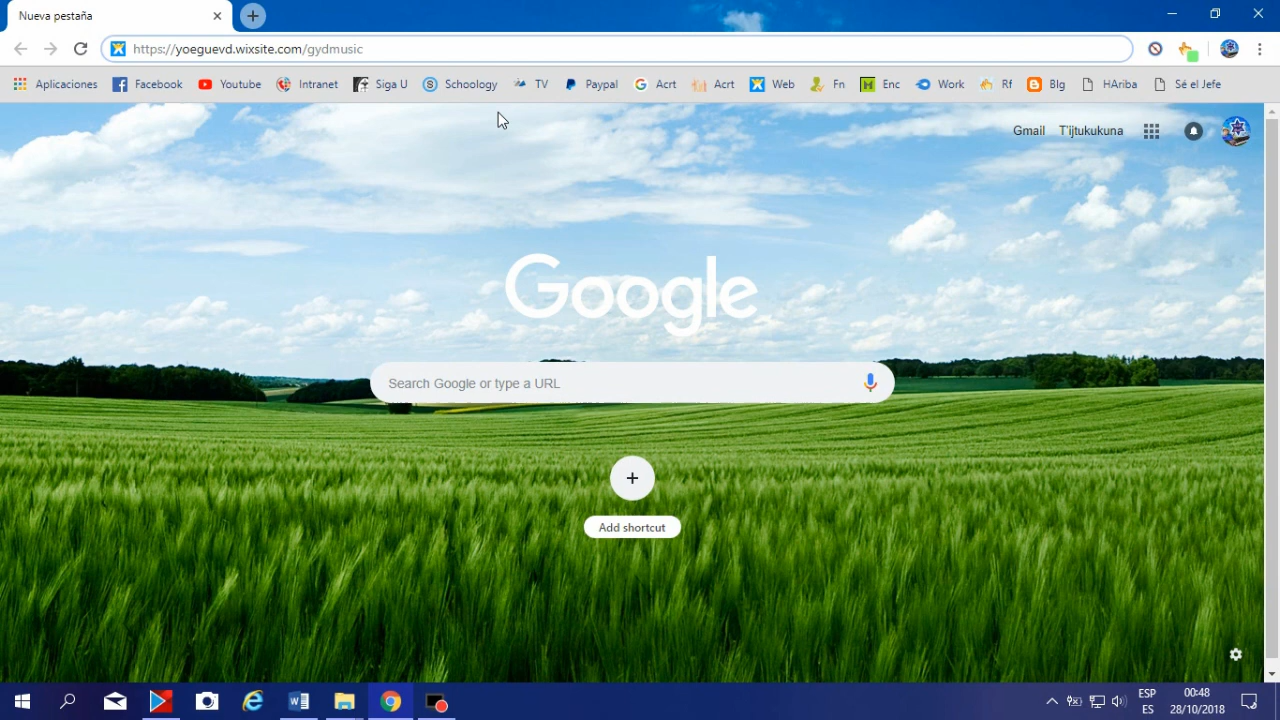 Nueva pestaña
https://yoeguevd.wixsite.com/gydmusic
Aplicaciones Facebook Youtube Intranet Siga U Schoology TV Paypal Acrt Acrt Web Fn Enc Work Rf Blg HAriba Sé el Jefe
Gmail T'ijtukukuna
Google
Search Google or type a URL
Add shortcut
ESP 00:48
ES 28/10/2018